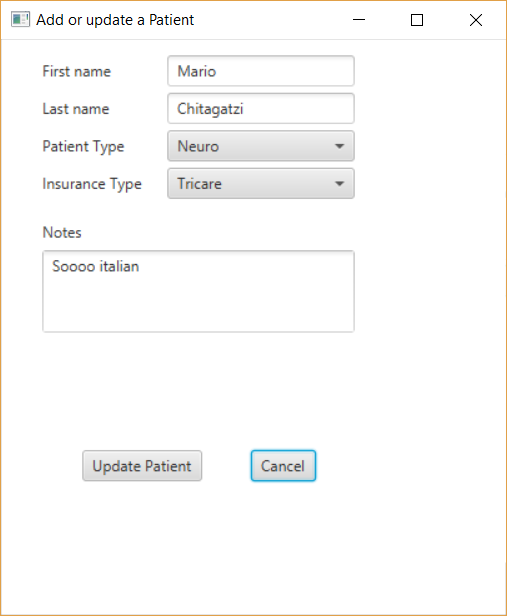 Add or update a Patient
First name Mario
Last name Chitagatzi
Patient Type Neuro
Insurance Type Tricare
Notes
Soooo italian
Update Patient Cancel